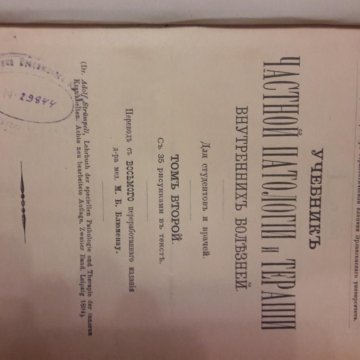 УЧЕБНИКЪ
ЧАСТНОЙ ПАТОЛОГІИ и ТЕРАПІИ
ВНУТРЕННИХЪ БОЛѢЗНЕЙ.
Для студентовъ и врачей.
ТОМЪ ВТОРОЙ.
Съ 35 рисунками въ текстѣ.
Переводъ съ ВОСЬМОГО переработаннаго изданія
д-ра мед. М. Б. Блюменау.
(Dr. Adolf Strümpell, Lehrbuch der speciellen Pathologie und Therapie der inneren
Krankheiten. Achte neu bearbeitete Auflage. Zweiter Band. Leipzig 1894).
29844